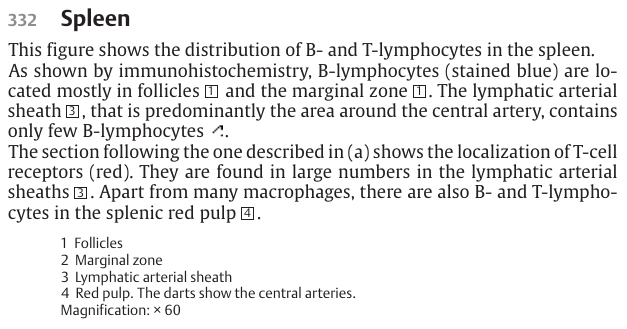 332 Spleen
This figure shows the distribution of B- and T-lymphocytes in the spleen.
As shown by immunohistochemistry, B-lymphocytes (stained blue) are lo-
cated mostly in follicles 1 and the marginal zone 1. The lymphatic arterial
sheath 3, that is predominantly the area around the central artery, contains
only few B-lymphocytes ↗.
The section following the one described in (a) shows the localization of T-cell
receptors (red). They are found in large numbers in the lymphatic arterial
sheaths 3. Apart from many macrophages, there are also B- and T-lympho-
cytes in the splenic red pulp 4.
1 Follicles
2 Marginal zone
3 Lymphatic arterial sheath
4 Red pulp. The darts show the central arteries.
Magnification: × 60